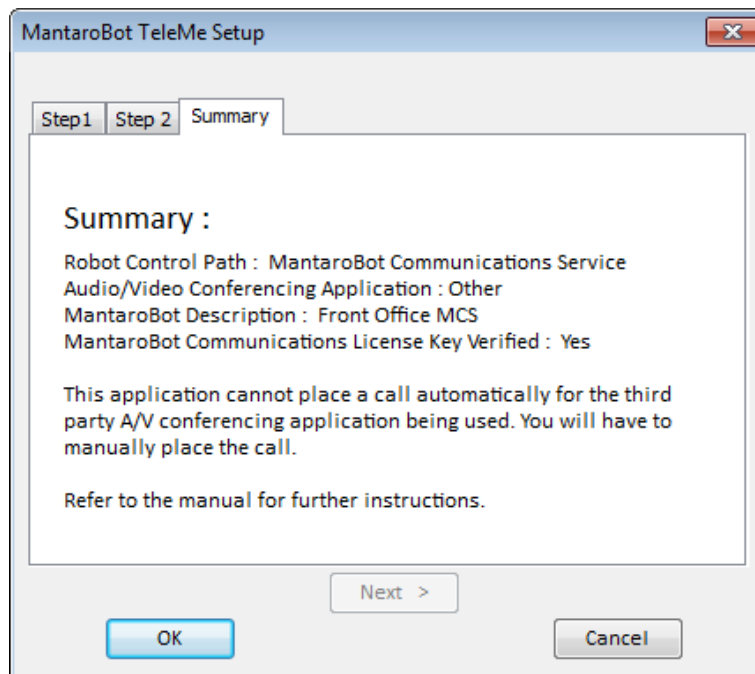 MantaroBot TeleMe Setup
Step1 Step 2 Summary
Summary :
Robot Control Path : MantaroBot Communications Service
Audio/Video Conferencing Application : Other
MantaroBot Description : Front Office MCS
MantaroBot Communications License Key Verified : Yes
This application cannot place a call automatically for the third
party A/V conferencing application being used. You will have to
manually place the call.
Refer to the manual for further instructions.
Next >
OK Cancel